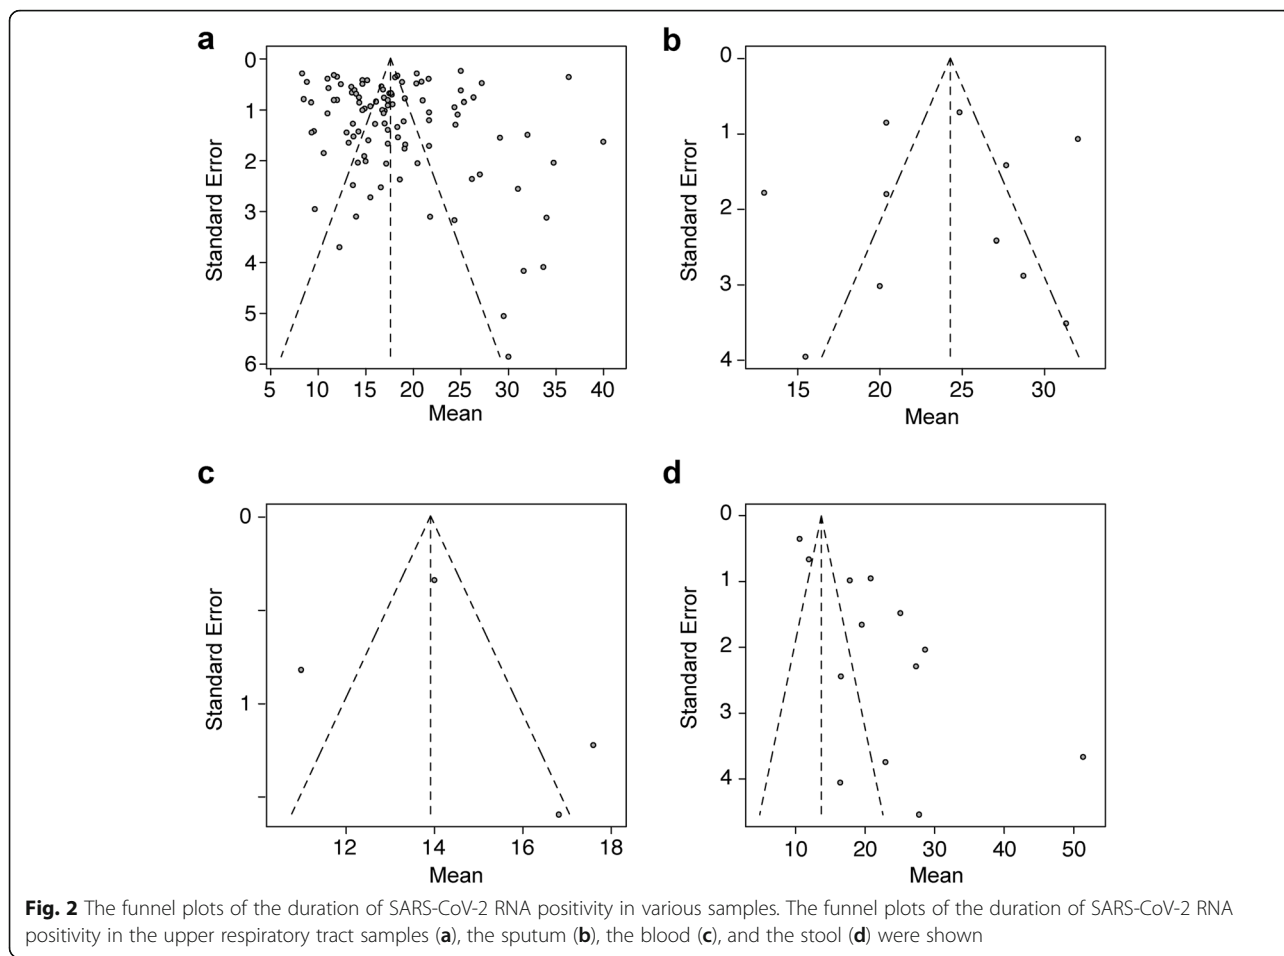 a
0
1
2
3
4
5
6
Standard Error
5 10 15 20 25 30 35 40
Mean
b
0
1
2
3
4
Standard Error
15 20 25 30
Mean
c
0
1
Standard Error
12 14 16 18
Mean
d
0
1
2
3
4
Standard Error
10 20 30 40 50
Mean
Fig. 2 The funnel plots of the duration of SARS-CoV-2 RNA positivity in various samples. The funnel plots of the duration of SARS-CoV-2 RNA
positivity in the upper respiratory tract samples (a), the sputum (b), the blood (c), and the stool (d) were shown